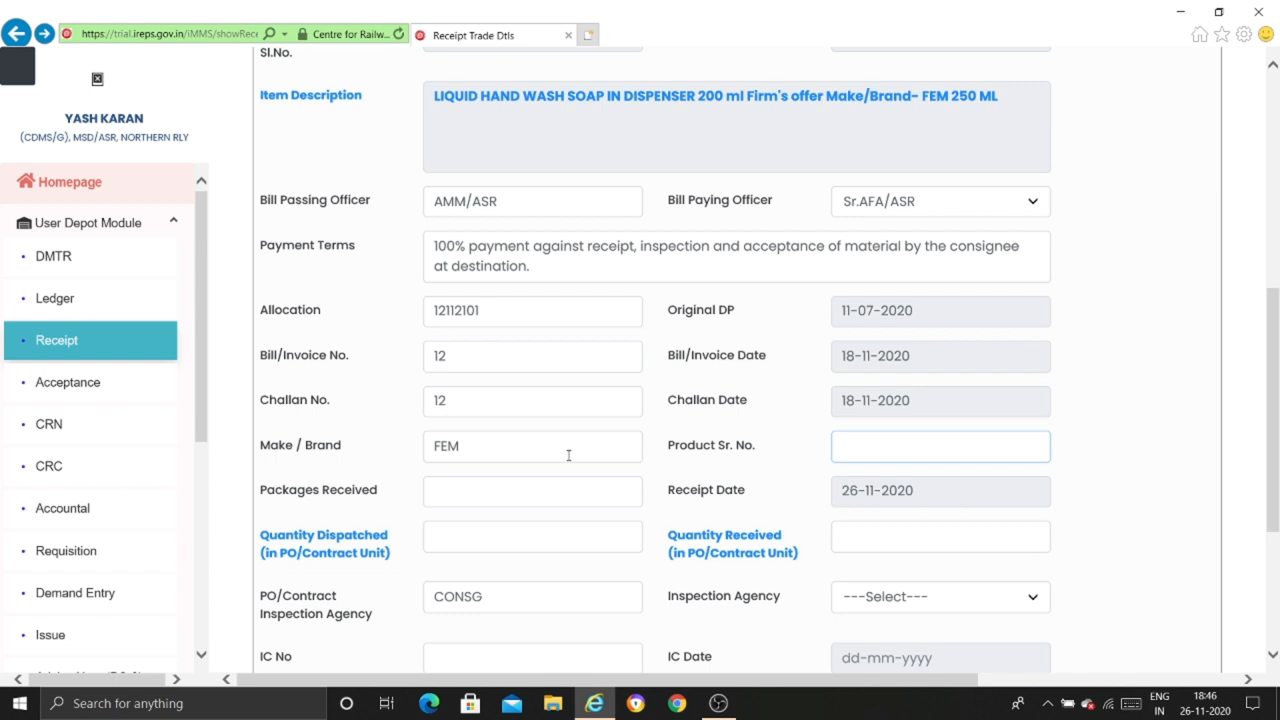 https://trial.ireps.gov.in/iMMS/showRece
Centre for Railw...
Receipt Trade Dtls
YASH KARAN
(CDMS/G), MSD/ASR, NORTHERN RLY
Homepage
User Depot Module
DMTR
Ledger
Receipt
Acceptance
CRN
CRC
Accountal
Requisition
Demand Entry
Issue
Sl.No.
Item Description
LIQUID HAND WASH SOAP IN DISPENSER 200 ml Firm's offer Make/Brand- FEM 250 ML
Bill Passing Officer AMM/ASR Bill Paying Officer Sr.AFA/ASR
Payment Terms 100% payment against receipt, inspection and acceptance of material by the consignee
at destination.
Allocation 12112101 Original DP 11-07-2020
Bill/Invoice No. 12 Bill/Invoice Date 18-11-2020
Challan No. 12 Challan Date 18-11-2020
Make / Brand FEM Product Sr. No.
Packages Received Receipt Date 26-11-2020
Quantity Dispatched Quantity Received
(in PO/Contract Unit) (in PO/Contract Unit)
PO/Contract CONSG Inspection Agency ---Select---
Inspection Agency
IC No IC Date dd-mm-yyyy
Search for anything
ENG 18:46
IN 26-11-2020